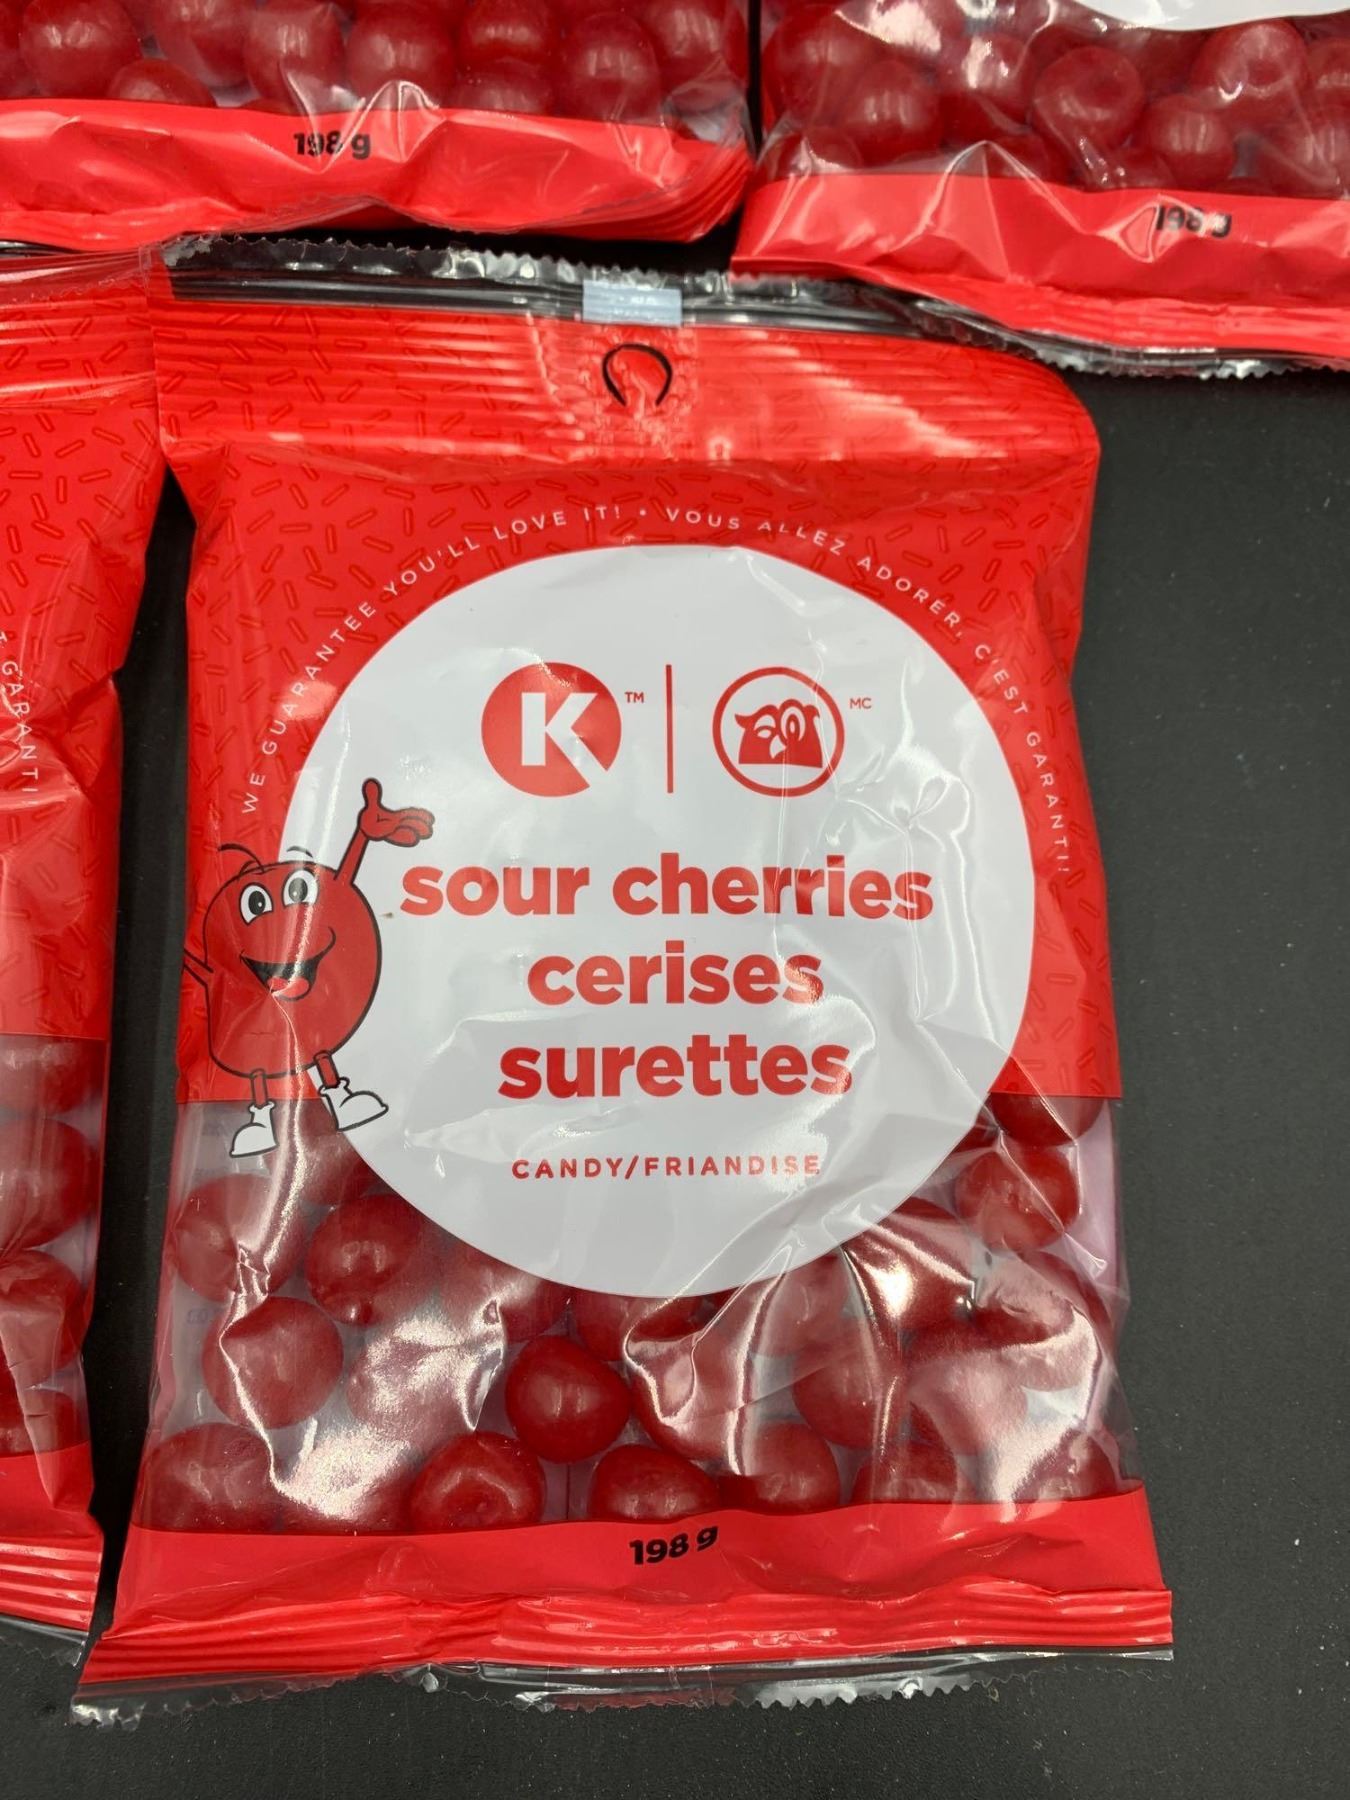 198 g
198 g
WE GUARANTEE YOU'LL LOVE IT! • VOUS ALLEZ ADORER, C'EST GARANTI!
GARANTI!
K TM
MC
sour cherries
cerises
surettes
CANDY/FRIANDISE
198 g